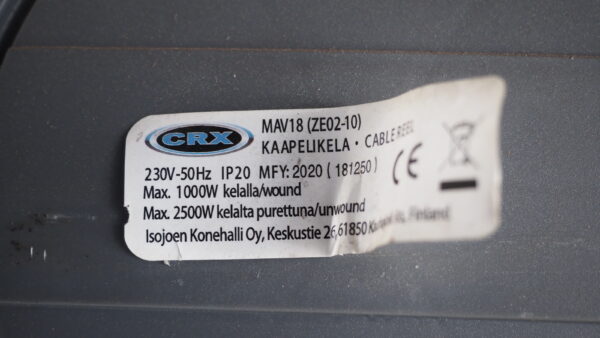 CRX
MAV18 (ZE02-10)
KAAPELIKELA • CABLE REEL
230V-50Hz IP20 MFY: 2020 ( 181250 )
CE
Max. 1000W kelalla/wound
Max. 2500W kelalta purettuna/unwound
Isojoen Konehalli Oy, Keskustie 26,61850 Finland